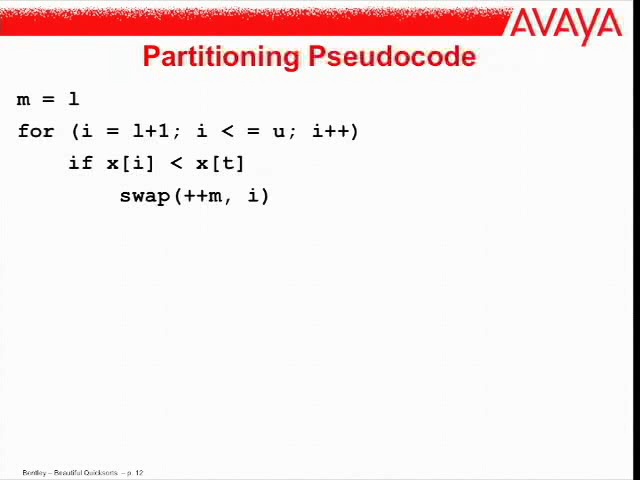 AVAYA
Partitioning Pseudocode
m = l
for (i = l+1; i < = u; i++)
if x[i] < x[t]
swap(++m, i)
Bentley – Beautiful Quicksorts – p. 12